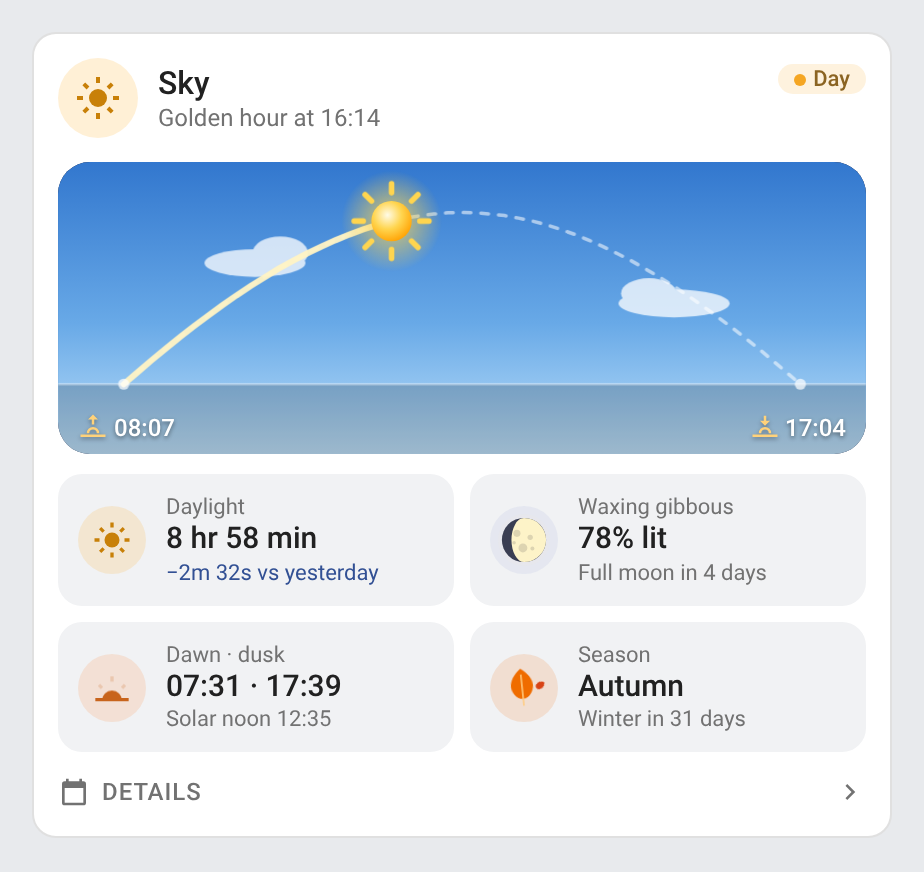 Sky
Golden hour at 16:14
Day
08:07
17:04
Daylight
8 hr 58 min
−2m 32s vs yesterday
Waxing gibbous
78% lit
Full moon in 4 days
Dawn · dusk
07:31 · 17:39
Solar noon 12:35
Season
Autumn
Winter in 31 days
DETAILS